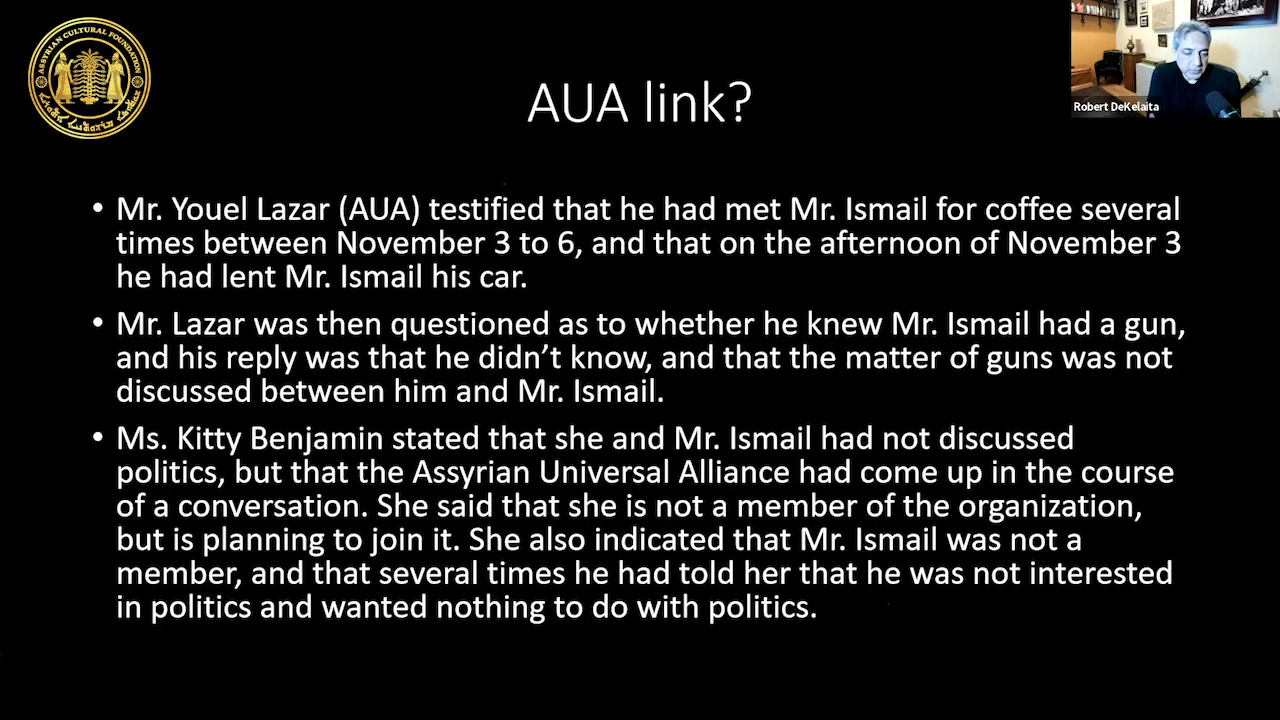 ASSYRIAN CULTURAL FOUNDATION
AUA link?
Robert DeKelaita
• Mr. Youel Lazar (AUA) testified that he had met Mr. Ismail for coffee several
times between November 3 to 6, and that on the afternoon of November 3
he had lent Mr. Ismail his car.
• Mr. Lazar was then questioned as to whether he knew Mr. Ismail had a gun,
and his reply was that he didn’t know, and that the matter of guns was not
discussed between him and Mr. Ismail.
• Ms. Kitty Benjamin stated that she and Mr. Ismail had not discussed
politics, but that the Assyrian Universal Alliance had come up in the course
of a conversation. She said that she is not a member of the organization,
but is planning to join it. She also indicated that Mr. Ismail was not a
member, and that several times he had told her that he was not interested
in politics and wanted nothing to do with politics.